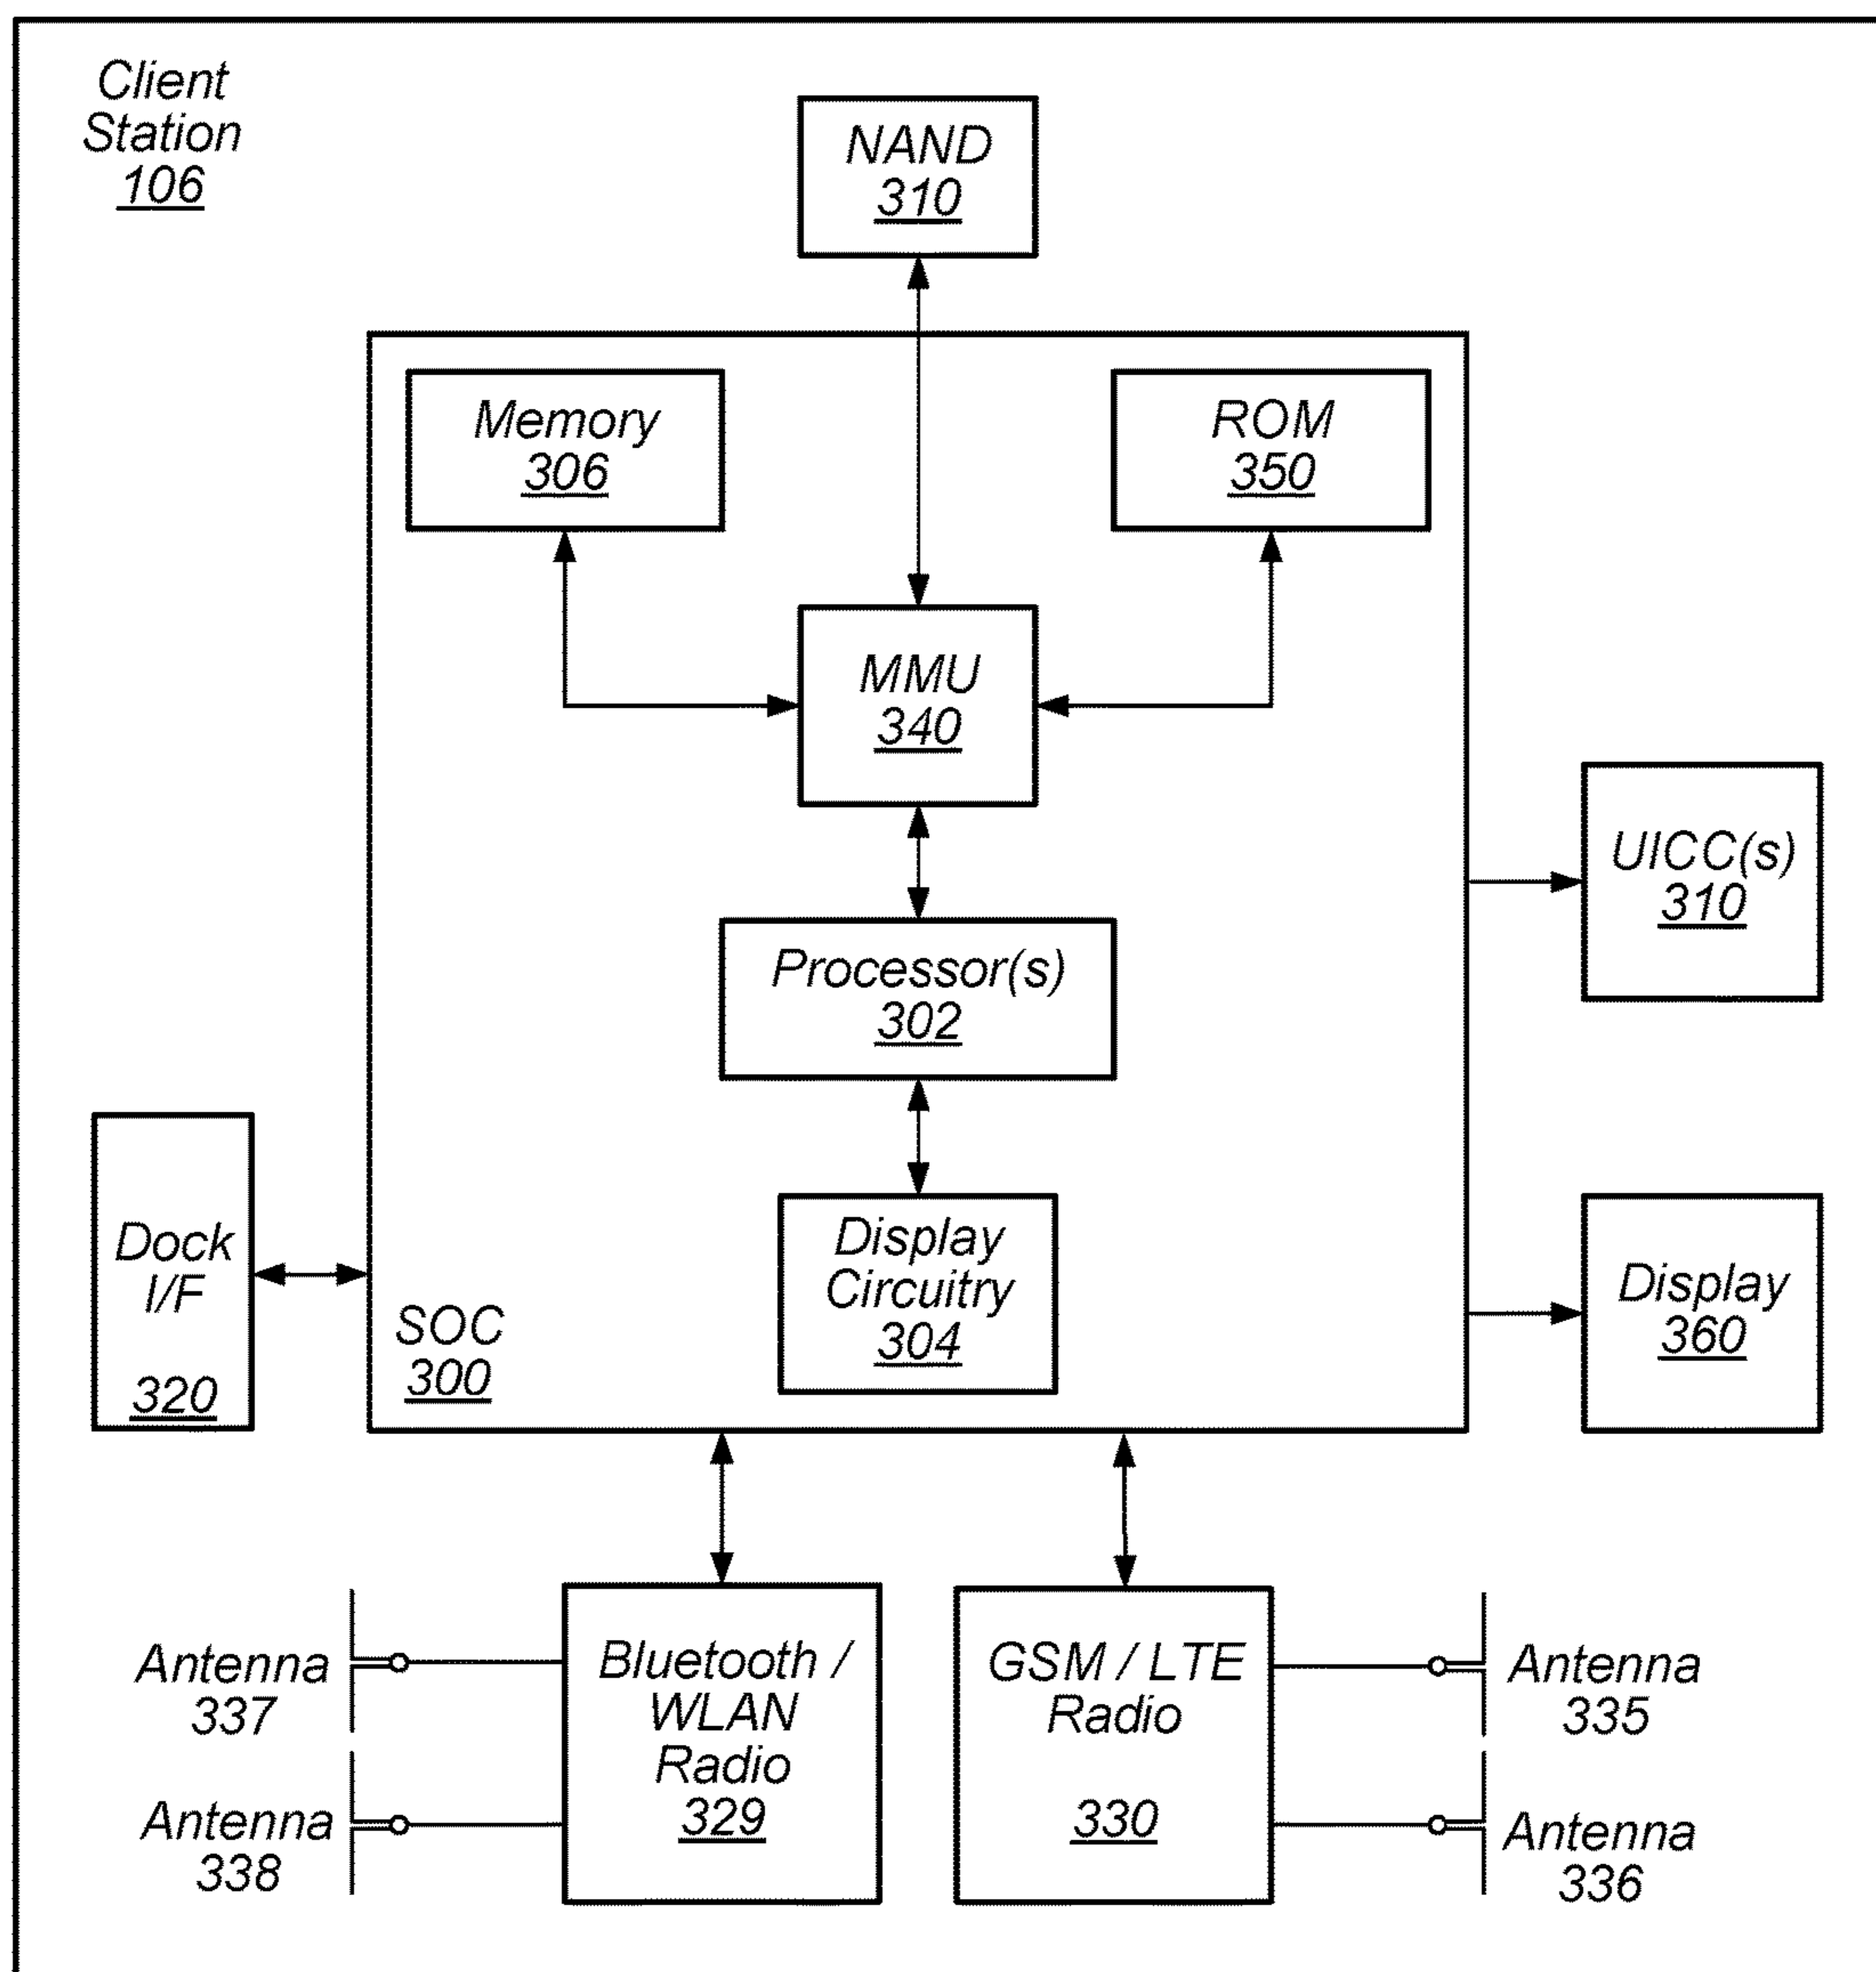 Client
Station
106
NAND
310
Memory
306
ROM
350
MMU
340
UICC(s)
310
Processor(s)
302
Dock
I/F
320
SOC
300
Display
Circuitry
304
Display
360
Antenna
337
Antenna
338
Bluetooth /
WLAN
Radio
329
GSM / LTE
Radio
330
Antenna
335
Antenna
336